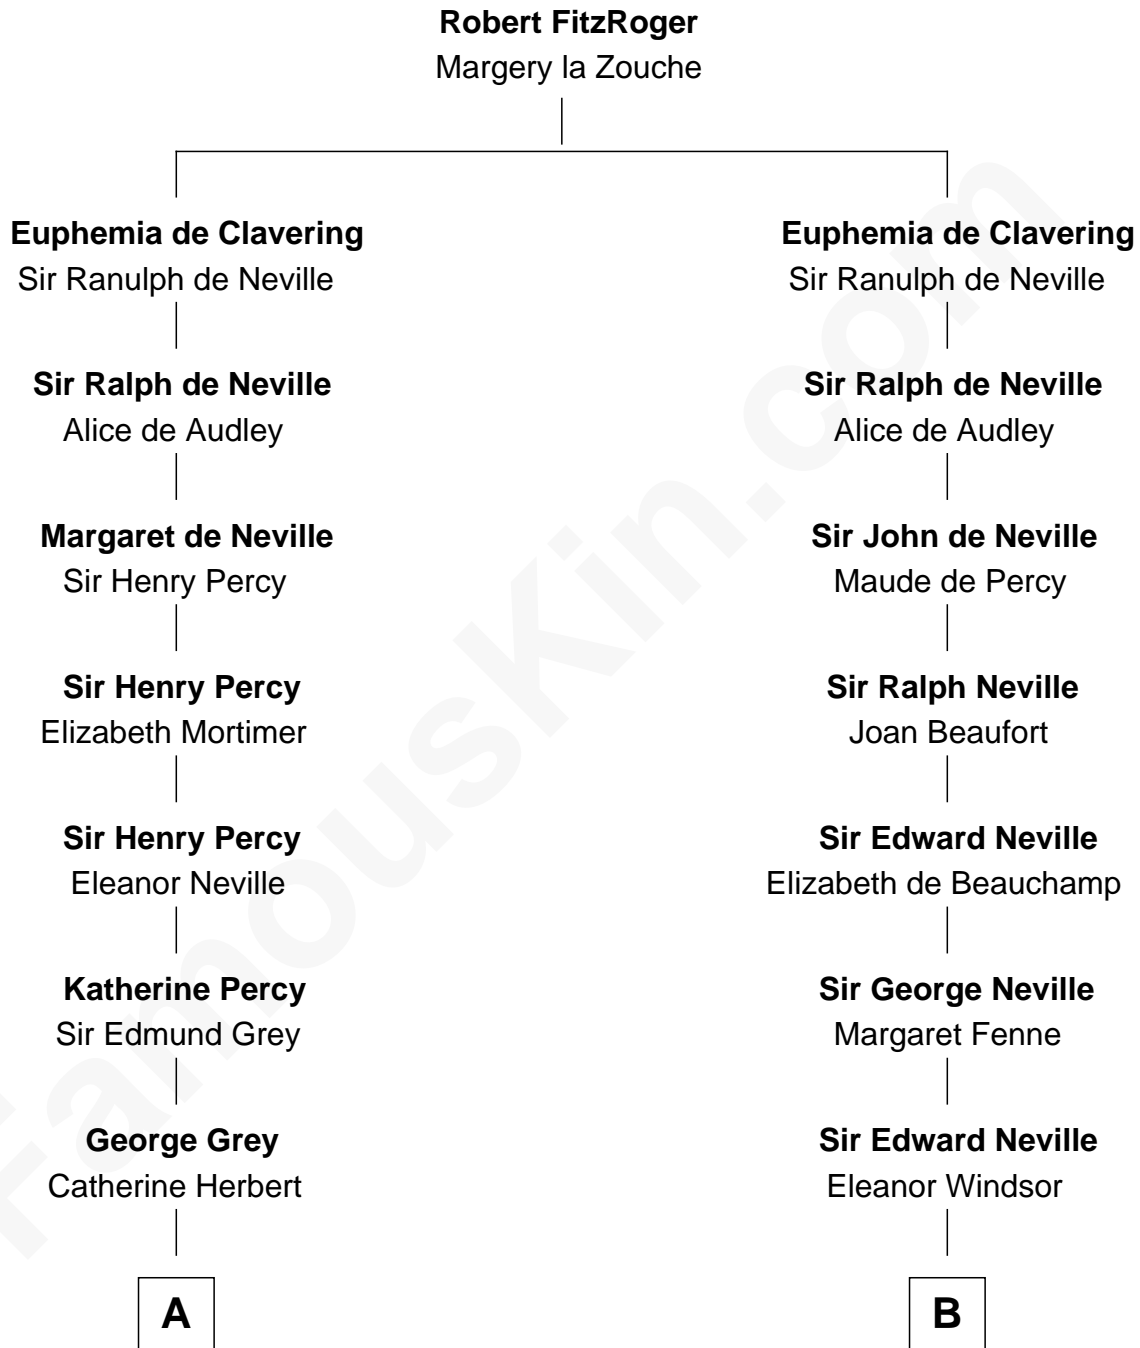 Robert FitzRoger
Margery la Zouche
Euphemia de Clavering
Sir Ranulph de Neville
Euphemia de Clavering
Sir Ranulph de Neville
Sir Ralph de Neville
Alice de Audley
Sir Ralph de Neville
Alice de Audley
Margaret de Neville
Sir Henry Percy
Sir John de Neville
Maude de Percy
Sir Henry Percy
Elizabeth Mortimer
Sir Ralph Neville
Joan Beaufort
Sir Henry Percy
Eleanor Neville
Sir Edward Neville
Elizabeth de Beauchamp
Katherine Percy
Sir Edmund Grey
Sir George Neville
Margaret Fenne
George Grey
Catherine Herbert
Sir Edward Neville
Eleanor Windsor
A
B
FamousKin.com